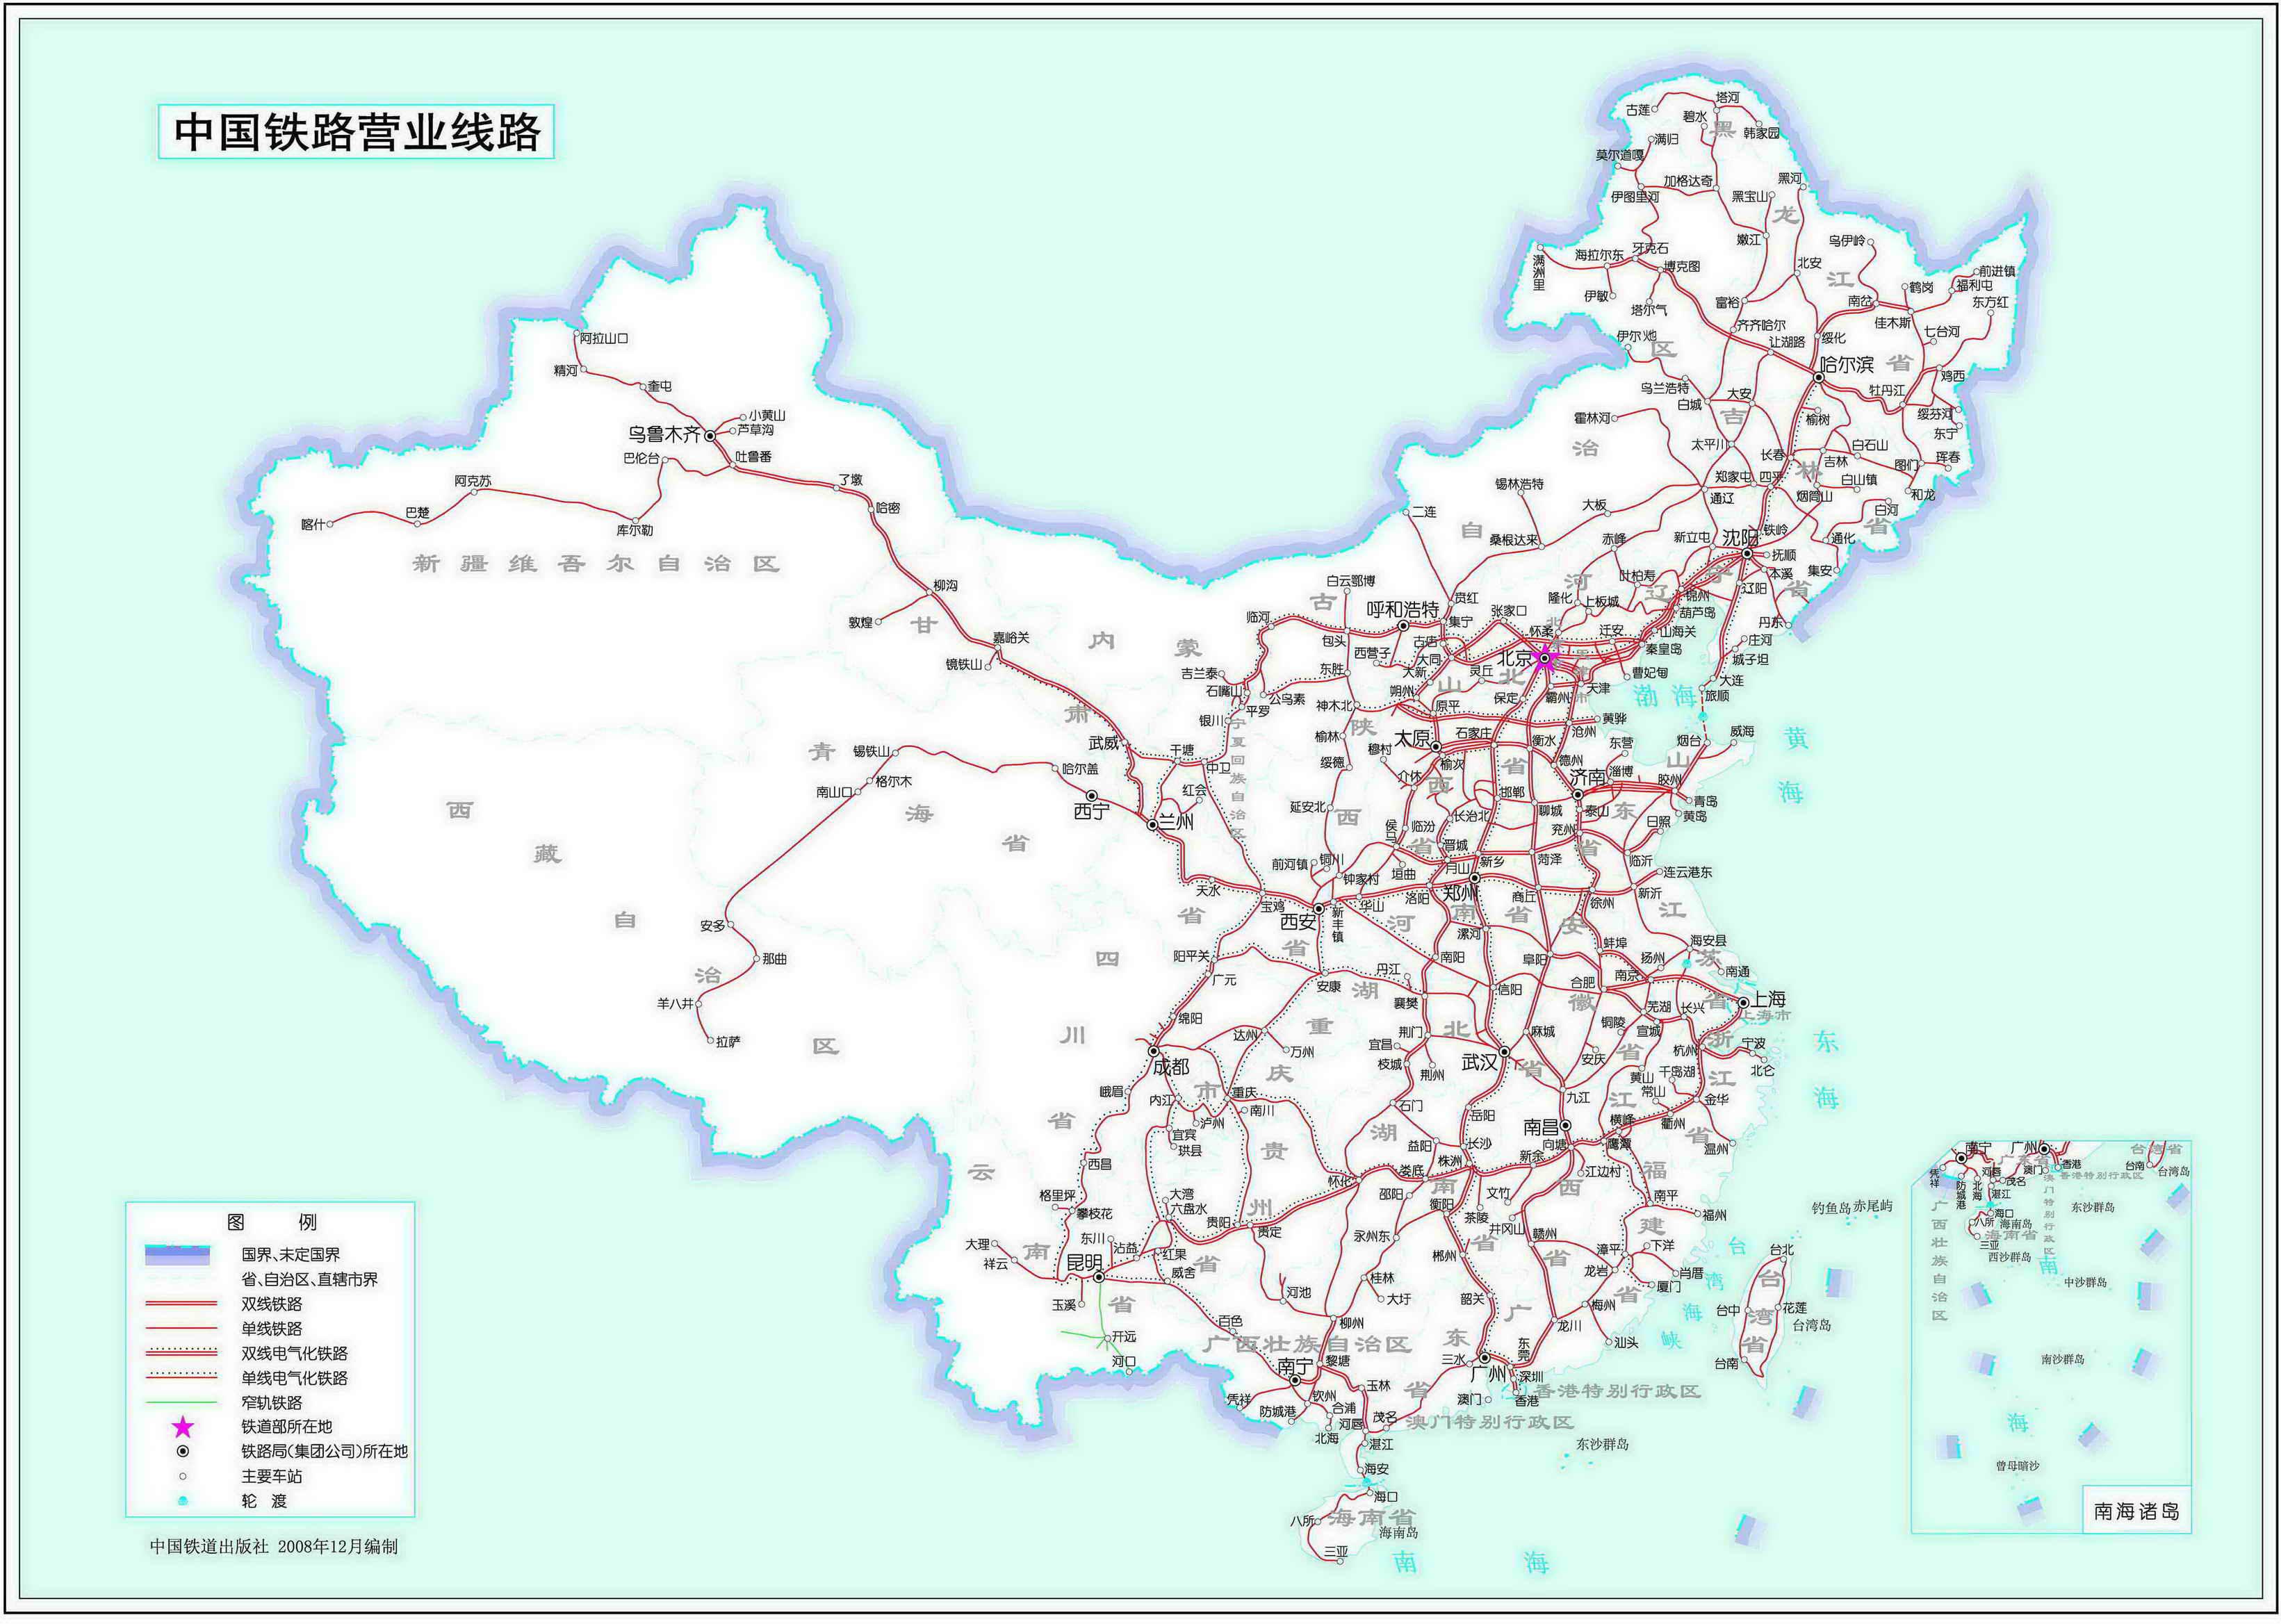 中国铁路营业线路
古莲
塔河
碧水
韩家园
满归
莫尔道嘎
加格达奇
黑河
伊图里河
黑宝山
嫩江
乌伊岭
满洲里
海拉尔东
牙克石
博克图
北安
前进镇
鹤岗
福利屯
伊敏
塔尔气
富裕
南岔
东方红
佳木斯
齐齐哈尔
七台河
让湖路
绥化
哈尔滨
乌兰浩特
大安
牡丹江
鸡西
白城
霍林河
榆树
绥芬河
东宁
太平川
长春
吉林
白石山
图们
珲春
郑家屯
四平
白山镇
通辽
烟筒山
和龙
白河
锡林浩特
大板
二连
桑根达来
赤峰
新立屯
沈阳
铁岭
通化
抚顺
本溪
集安
叶柏寿
辽阳
锦州
葫芦岛
丹东
隆化
上板城
贲红
张家口
白云鄂博
呼和浩特
集宁
怀柔
迁安
山海关
秦皇岛
庄河
城子坦
临河
包头
西营子
大同
北京
曹妃甸
大连
旅顺
吉兰泰
东胜
大新
灵丘
天津
石嘴山
公乌素
朔州
保定
霸州
平罗
神木北
原平
黄骅
银川
沧州
太原
石家庄
衡水
东营
烟台
威海
榆林
穆村
榆次
德州
绥德
介休
济南
淄博
胶州
青岛
邯郸
聊城
泰山
黄岛
延安北
长治北
侯马
临汾
兖州
日照
晋城
前河镇
铜川
月山
新乡
菏泽
临沂
钟家村
垣曲
连云港东
洛阳
郑州
商丘
徐州
新沂
西安
新丰镇
华山
漯河
阿拉山口
精河
奎屯
小黄山
乌鲁木齐
芦草沟
巴伦台
吐鲁番
了墩
阿克苏
哈密
喀什
巴楚
库尔勒
新疆维吾尔自治区
柳沟
敦煌
嘉峪关
镜铁山
武威
干塘
中卫
锡铁山
哈尔盖
格尔木
南山口
红会
西宁
兰州
天水
宝鸡
安多
那曲
羊八井
拉萨
阳平关
广元
安康
丹江
南阳
阜阳
蚌埠
海安县
扬州
南通
合肥
南京
信阳
襄樊
上海
上海市
芜湖
长兴
绵阳
铜陵
宣城
达州
荆门
麻城
万州
宜昌
枝城
荆州
武汉
安庆
杭州
宁波
北仑
成都
黄山
千岛湖
峨眉
内江
重庆
南川
石门
九江
常山
金华
泸州
岳阳
南昌
横峰
衢州
宜宾
珙县
益阳
长沙
向塘
鹰潭
温州
西昌
株洲
新余
娄底
江边村
怀化
格里坪
大湾
六盘水
邵阳
衡阳
文竹
南平
攀枝花
贵阳
贵定
茶陵
井冈山
福州
东川
沾益
大理
红果
永州东
赣州
漳平
下洋
祥云
昆明
威舍
郴州
龙岩
肖厝
厦门
玉溪
河池
桂林
大圩
韶关
梅州
开远
百色
柳州
龙川
汕头
河口
广西壮族自治区
南宁
黎塘
三水
广州
东莞
深圳
香港
香港特别行政区
凭祥
玉林
澳门
澳门特别行政区
钦州
合浦
防城港
北海
河唇
茂名
湛江
东沙群岛
海安
海口
八所
海南省
海南岛
三亚
钓鱼岛
赤尾屿
台北
台中
花莲
台湾岛
台南
内
蒙
古
自
治
区
黑
龙
江
省
吉
林
省
辽
宁
省
河
北
省
山
西
省
山
东
省
陕
西
省
宁夏回族自治区
甘
肃
省
青
海
省
西
藏
自
治
区
四
川
省
重
庆
市
云
南
省
贵
州
省
河
南
省
湖
北
省
湖
南
省
安
徽
省
江
苏
省
浙
江
省
江
西
省
福
建
省
广
东
省
台
湾
省
渤海
黄
海
东
海
台
湾
海
峡
南
海
图 例
国界、未定国界
省、自治区、直辖市界
双线铁路
单线铁路
双线电气化铁路
单线电气化铁路
窄轨铁路
铁道部所在地
铁路局(集团公司)所在地
主要车站
轮 渡
中国铁道出版社 2008年12月编制
南宁
广州
台湾省
广东省
香港
香港特别行政区
台南
台湾岛
凭祥
防城港
北海
河唇
茂名
湛江
澳门
澳门特别行政区
广西壮族自治区
海口
八所
海南岛
海南省
三亚
东沙群岛
西沙群岛
中沙群岛
南
海
南沙群岛
曾母暗沙
南海诸岛